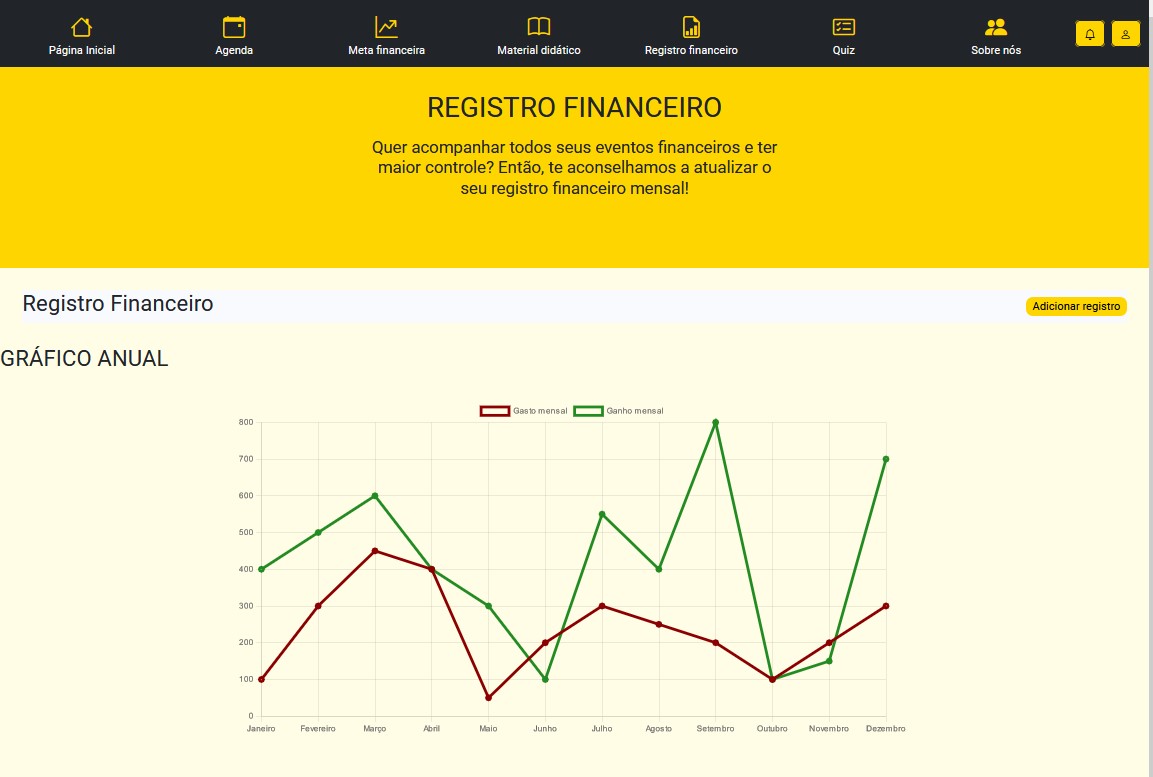 Página Inicial
Agenda
Meta financeira
Material didático
Registro financeiro
Quiz
Sobre nós
REGISTRO FINANCEIRO
Quer acompanhar todos seus eventos financeiros e ter
maior controle? Então, te aconselhamos a atualizar o
seu registro financeiro mensal!
Registro Financeiro
Adicionar registro
GRÁFICO ANUAL
Gasto mensal
Ganho mensal
800
700
600
500
400
300
200
100
0
Janeiro
Fevereiro
Março
Abril
Maio
Junho
Julho
Agosto
Setembro
Outubro
Novembro
Dezembro